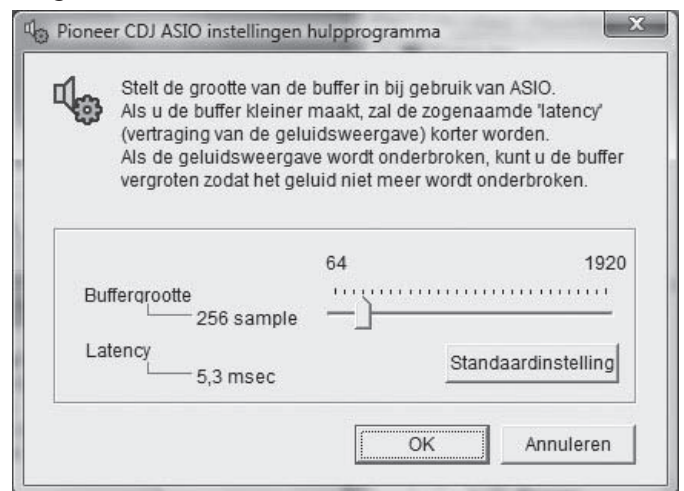 Pioneer CDJ ASIO instellingen hulpprogramma
Stelt de grootte van de buffer in bij gebruik van ASIO.
Als u de buffer kleiner maakt, zal de zogenaamde 'latency'
(vertraging van de geluidsweergave) korter worden.
Als de geluidsweergave wordt onderbroken, kunt u de buffer
vergroten zodat het geluid niet meer wordt onderbroken.
64 1920
Buffergrootte
256 sample
Latency
5,3 msec
Standaardinstelling
OK Annuleren